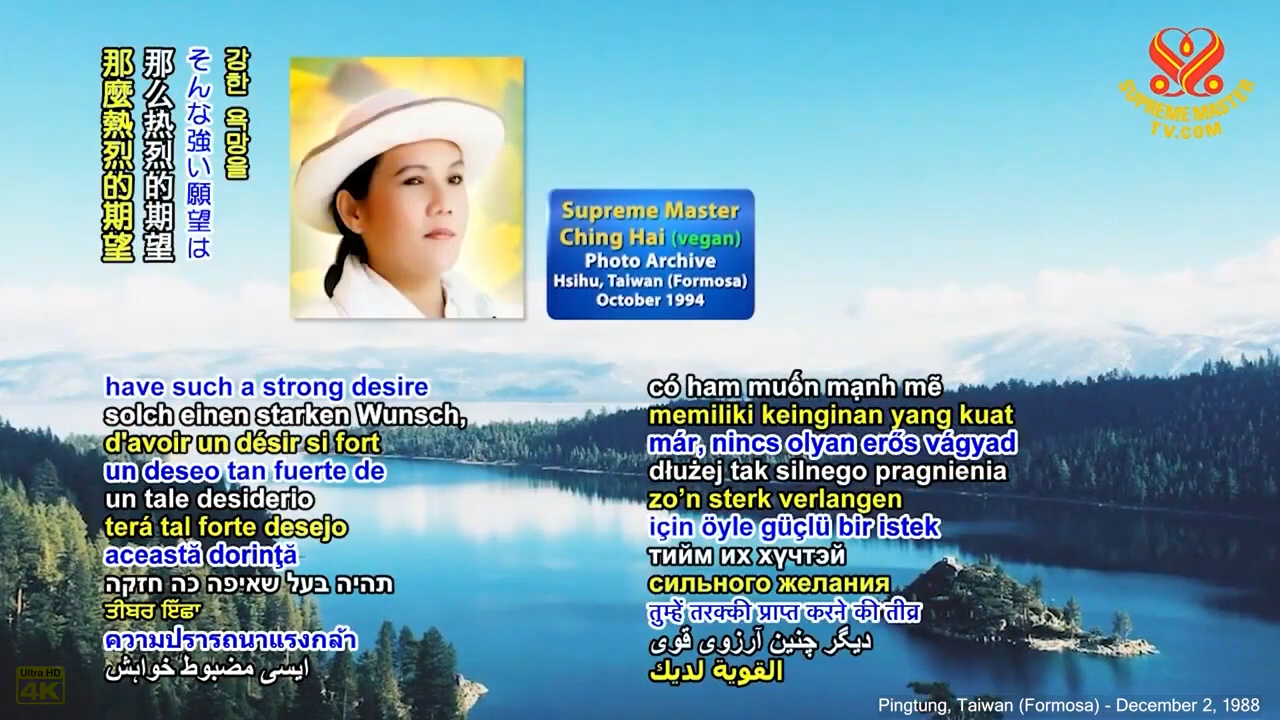 那麼熱烈的期望
那么热烈的期望
そんな強い願望は
강한 욕망을
SUPREME MASTER
TV.COM
Supreme Master
Ching Hai (vegan)
Photo Archive
Hsihu, Taiwan (Formosa)
October 1994
have such a strong desire
solch einen starken Wunsch,
d'avoir un désir si fort
un deseo tan fuerte de
un tale desiderio
terá tal forte desejo
această dorinţă
תהיה בעל שאיפה כה חזקה
ਤੀਬਰ ਇੱਛਾ
ความปรารถนาแรงกล้า
ایسی مضبوط خواہش
có ham muốn mạnh mẽ
memiliki keinginan yang kuat
már, nincs olyan erős vágyad
dłużej tak silnego pragnienia
zo’n sterk verlangen
için öyle güçlü bir istek
тийм их хүчтэй
сильного желания
तुम्हें तरक्की प्राप्त करने की तीव्र
دیگر چنین آرزوی قوی
القوية لديك
Ultra HD
4K
Pingtung, Taiwan (Formosa) - December 2, 1988